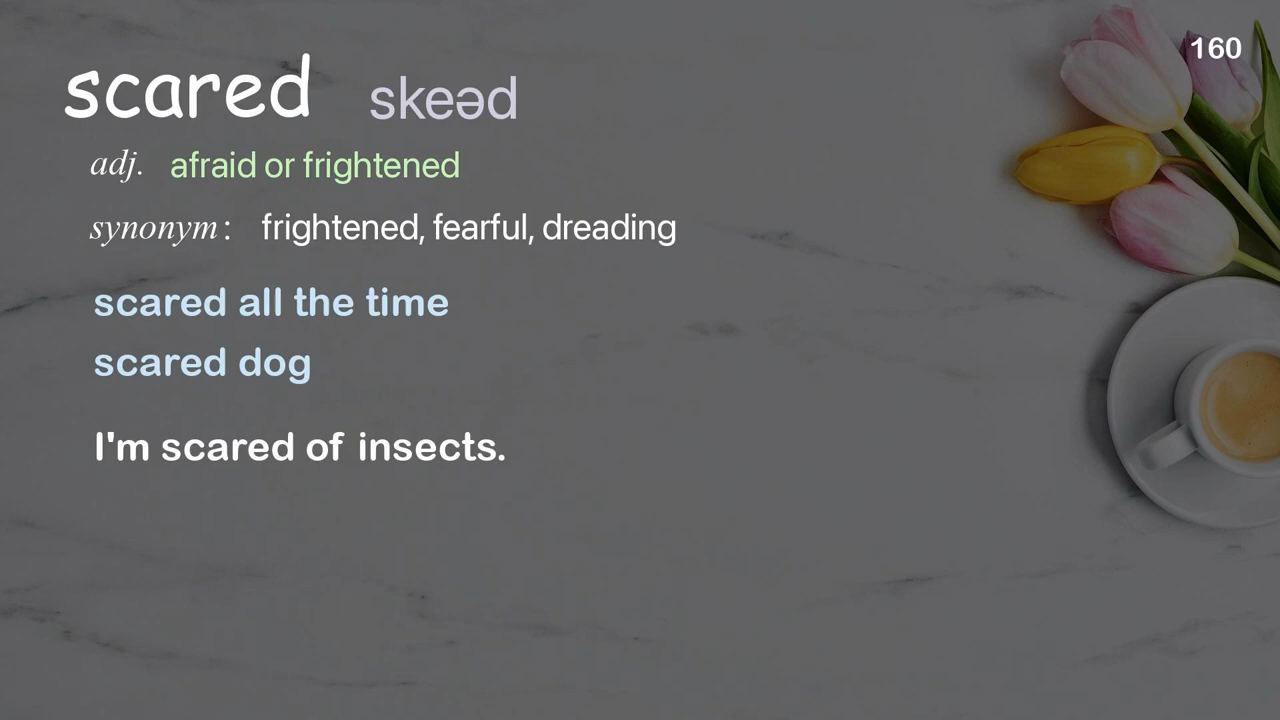 160
scared skeəd
adj. afraid or frightened
synonym: frightened, fearful, dreading
scared all the time
scared dog
I'm scared of insects.